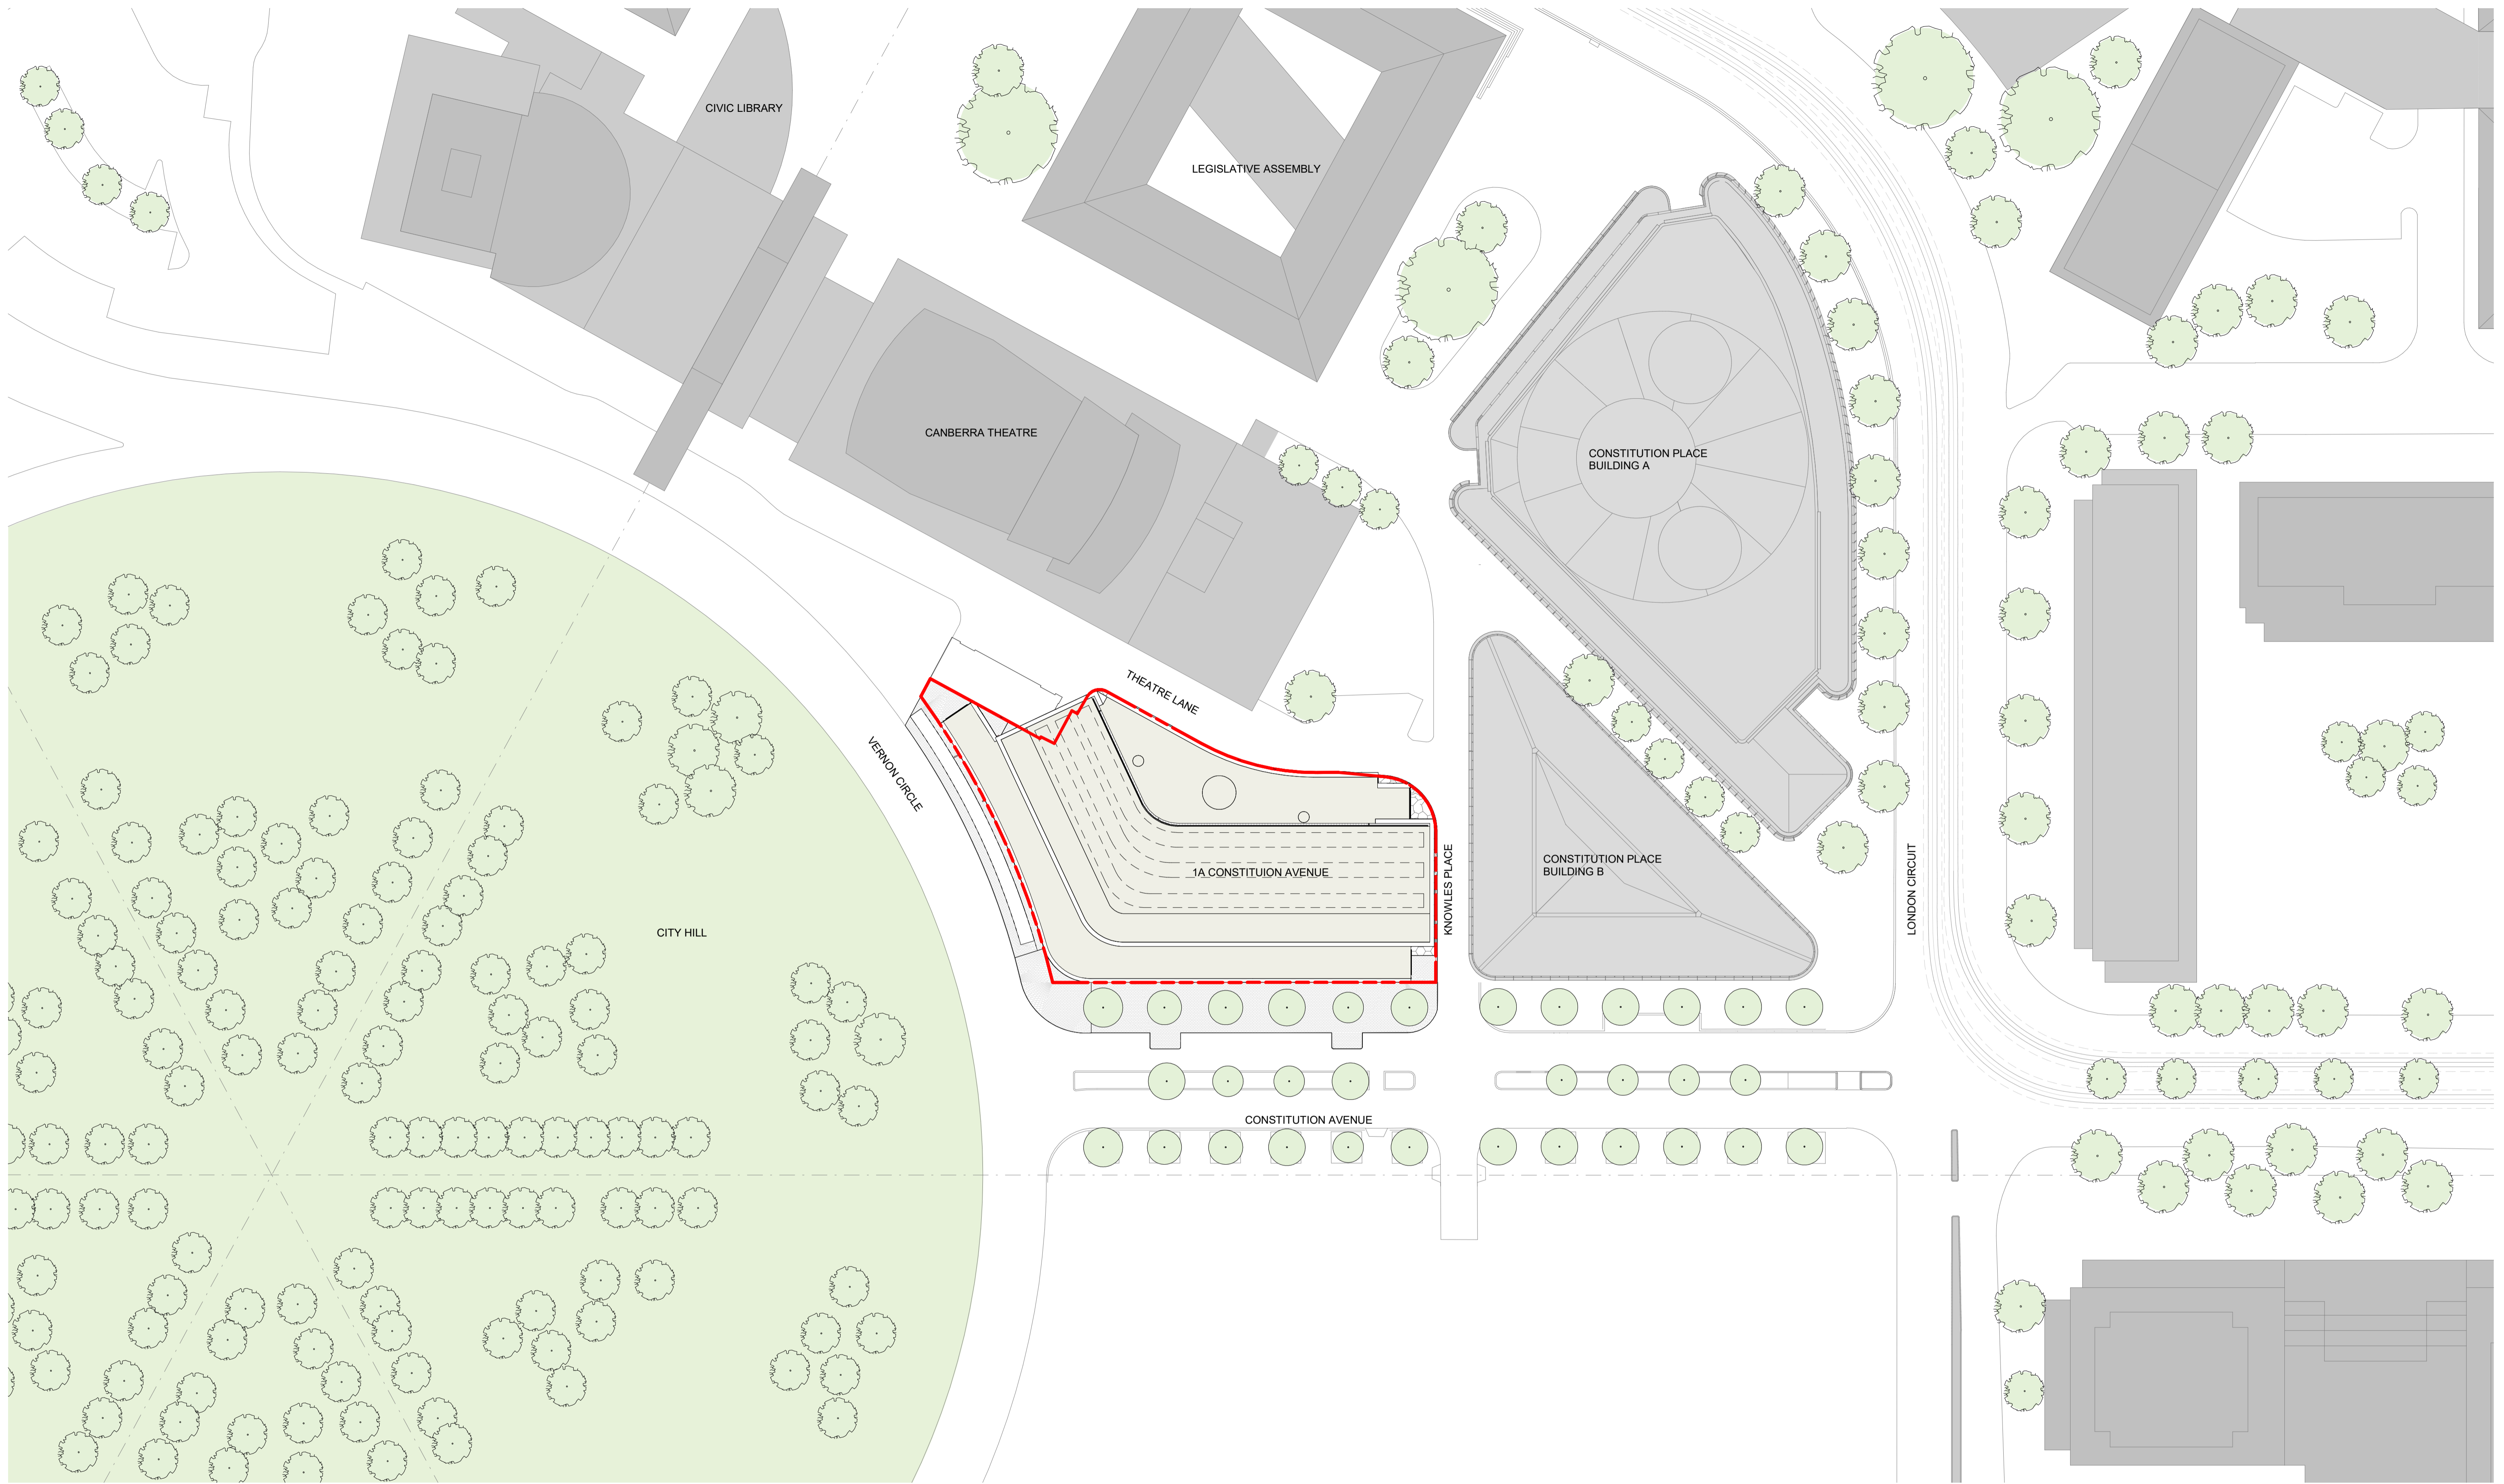 CIVIC LIBRARY
LEGISLATIVE ASSEMBLY
CANBERRA THEATRE
CONSTITUTION PLACE
BUILDING A
THEATRE LANE
VERNON CIRCLE
1A CONSTITUION AVENUE
KNOWLES PLACE
CONSTITUTION PLACE
BUILDING B
LONDON CIRCUIT
CITY HILL
CONSTITUTION AVENUE